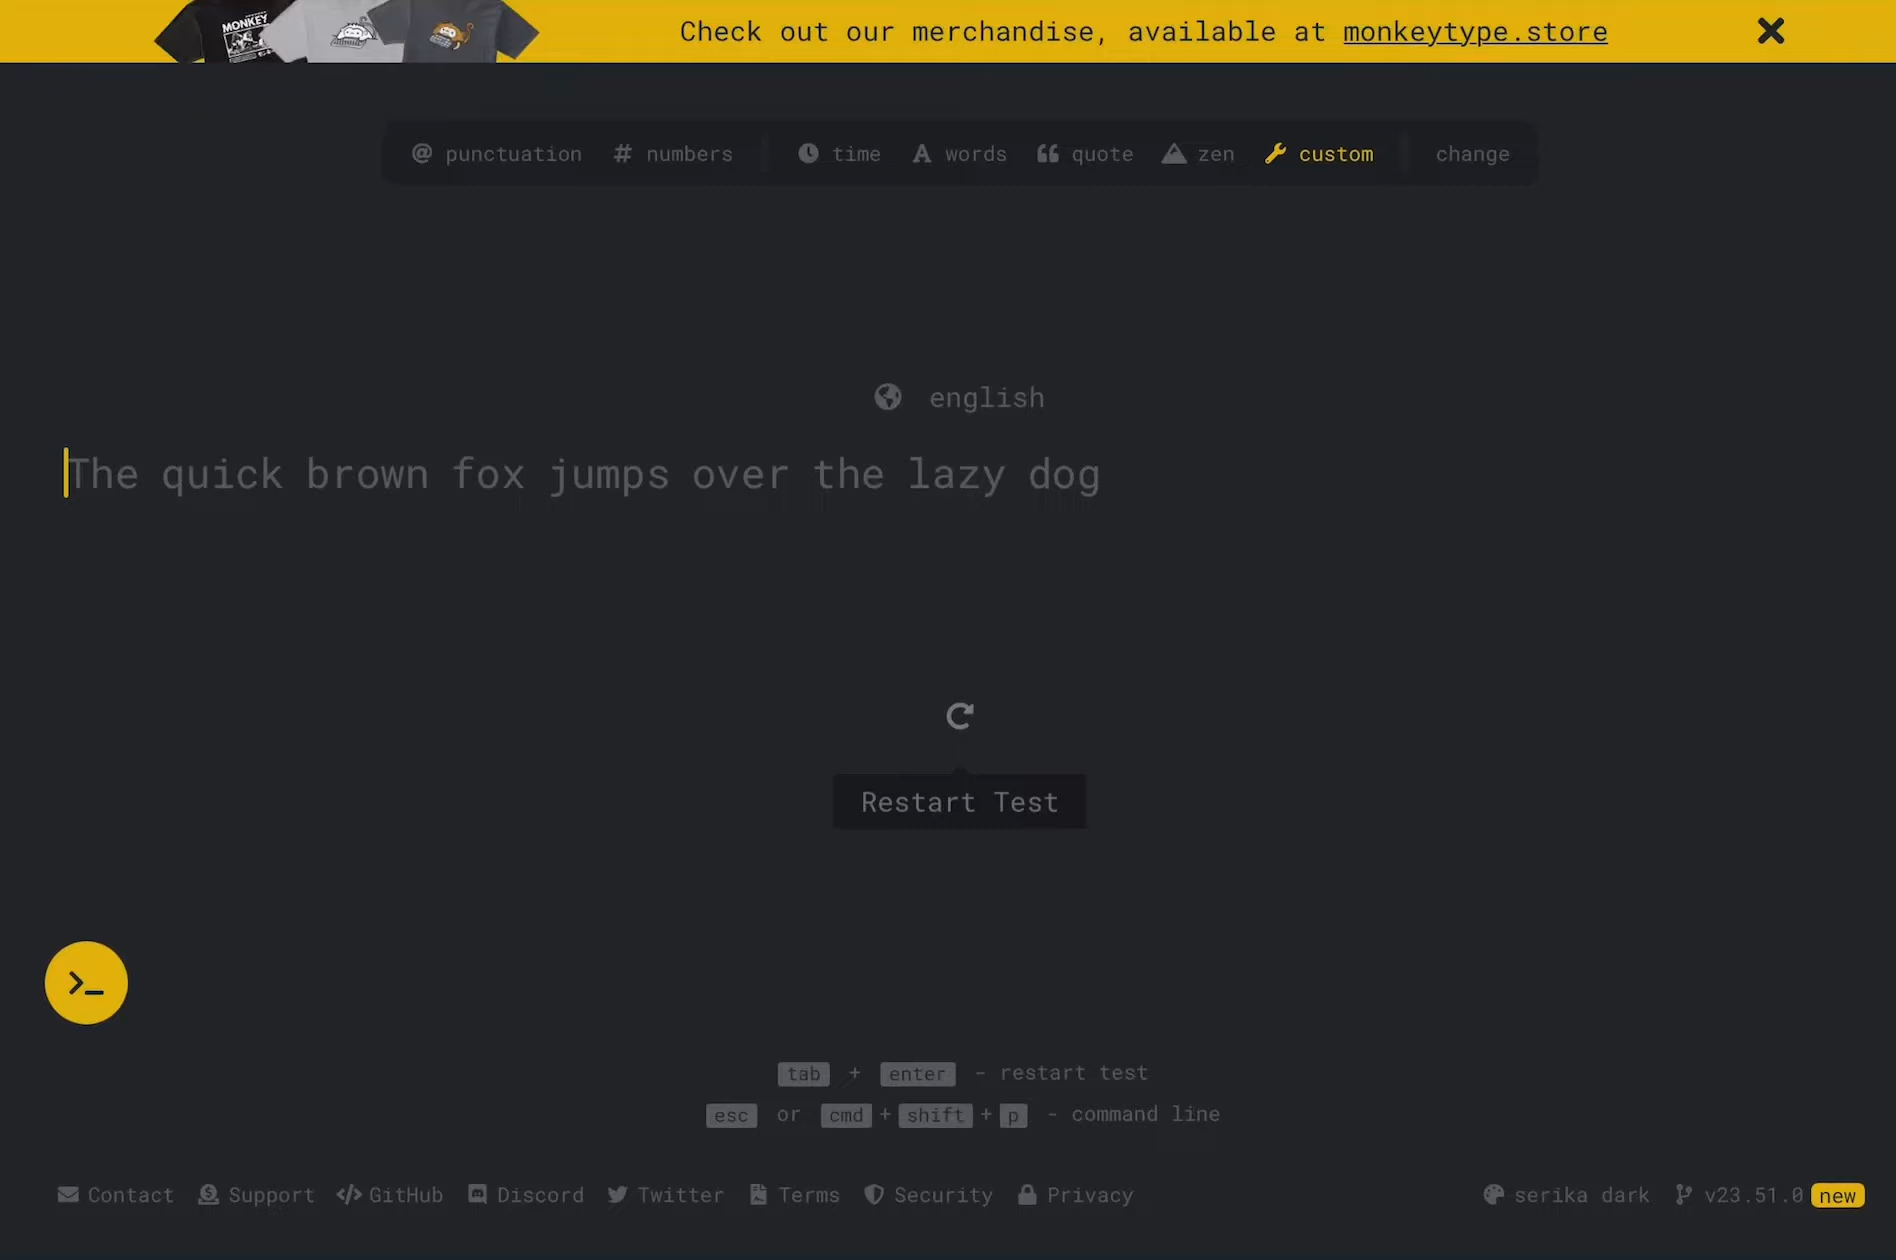 MONKEY
Check out our merchandise, available at monkeytype.store
@ punctuation # numbers time A words quote zen custom change
english
The quick brown fox jumps over the lazy dog
Restart Test
>_
tab + enter - restart test
esc or cmd + shift + p - command line
Contact Support </> GitHub Discord Twitter Terms Security Privacy serika dark v23.51.0 new